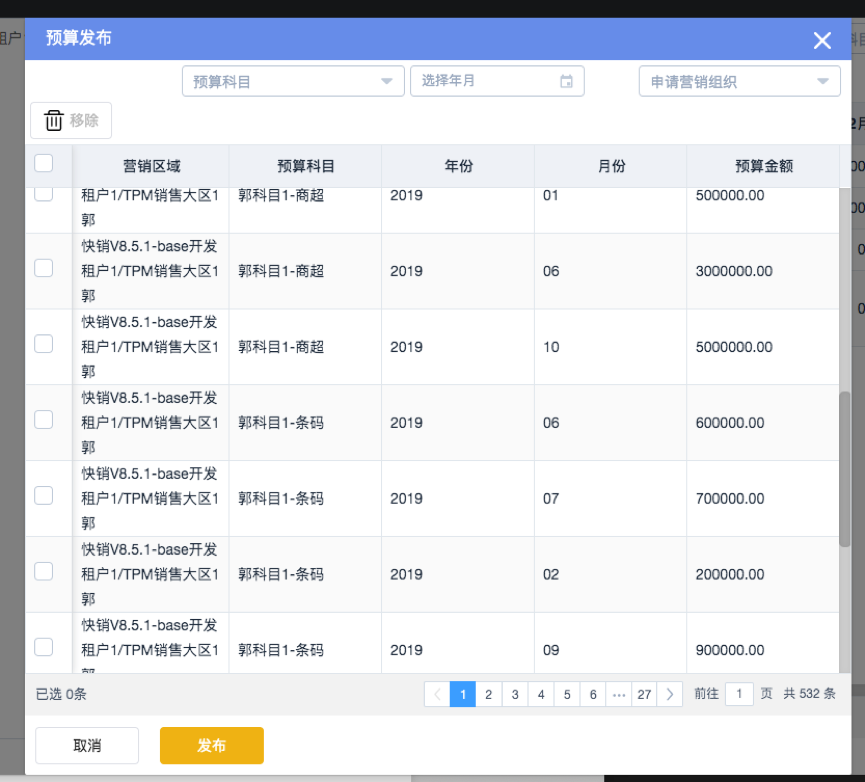 租户
预算发布
科目
预算科目
选择年月
申请营销组织
移除
2月
营销区域 预算科目 年份 月份 预算金额
租户1/TPM销售大区1
郭
郭科目1-商超 2019 01 500000.00
快销V8.5.1-base开发
租户1/TPM销售大区1
郭
郭科目1-商超 2019 06 3000000.00
快销V8.5.1-base开发
租户1/TPM销售大区1
郭
郭科目1-商超 2019 10 5000000.00
快销V8.5.1-base开发
租户1/TPM销售大区1
郭
郭科目1-条码 2019 06 600000.00
快销V8.5.1-base开发
租户1/TPM销售大区1
郭
郭科目1-条码 2019 07 700000.00
快销V8.5.1-base开发
租户1/TPM销售大区1
郭
郭科目1-条码 2019 02 200000.00
快销V8.5.1-base开发
租户1/TPM销售大区1
郭科目1-条码 2019 09 900000.00
已选 0条
1 2 3 4 5 6 ··· 27 前往 1 页 共 532 条
取消
发布